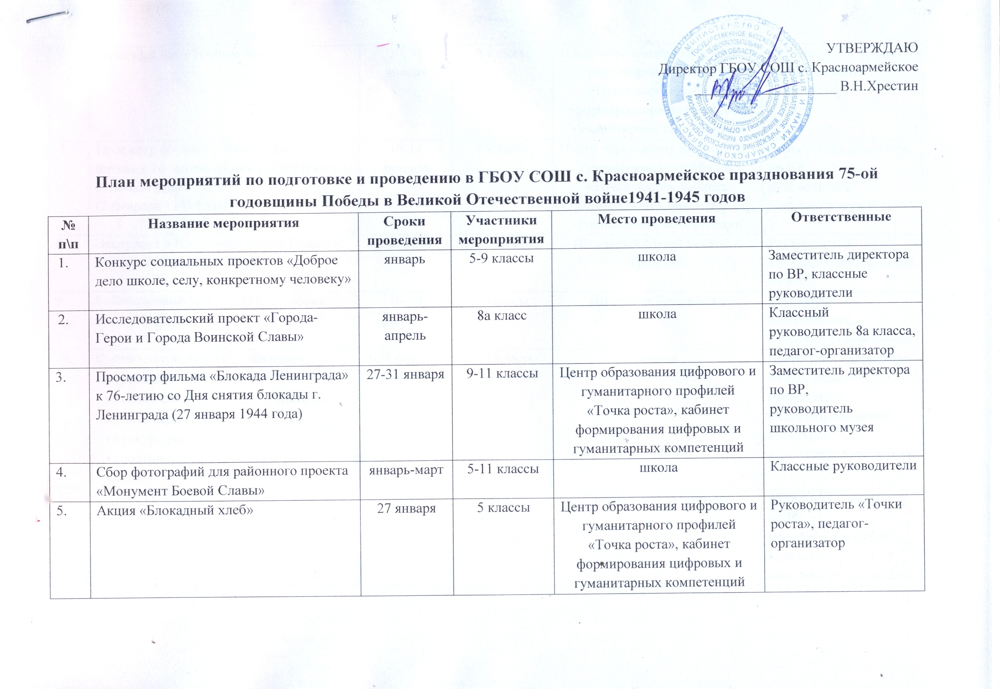 УТВЕРЖДАЮ
Директор ГБОУ СОШ с. Красноармейское
В.Н.Хрестин
План мероприятий по подготовке и проведению в ГБОУ СОШ с. Красноармейское празднования 75-ой
годовщины Победы в Великой Отечественной войне1941-1945 годов
№ п\п
Название мероприятия
Сроки проведения
Участники мероприятия
Место проведения
Ответственные
1.
Конкурс социальных проектов «Доброе
дело школе, селу, конкретному человеку»
январь
5-9 классы
школа
Заместитель директора
по ВР, классные
руководители
2.
Исследовательский проект «Города-
Герои и Города Воинской Славы»
январь-
апрель
8а класс
школа
Классный
руководитель 8а класса,
педагог-организатор
3.
Просмотр фильма «Блокада Ленинграда»
к 76-летию со Дня снятия блокады г.
Ленинграда (27 января 1944 года)
27-31 января
9-11 классы
Центр образования цифрового и
гуманитарного профилей
«Точка роста», кабинет
формирования цифровых и
гуманитарных компетенций
Заместитель директора
по ВР,
руководитель
школьного музея
4.
Сбор фотографий для районного проекта
«Монумент Боевой Славы»
январь-март
5-11 классы
школа
Классные руководители
5.
Акция «Блокадный хлеб»
27 января
5 классы
Центр образования цифрового и
гуманитарного профилей
«Точка роста», кабинет
формирования цифровых и
гуманитарных компетенций
Руководитель «Точки
роста», педагог-
организатор
МИНИСТЕРСТВО ОБРАЗОВАНИЯ И НАУКИ САМАРСКОЙ ОБЛАСТИ